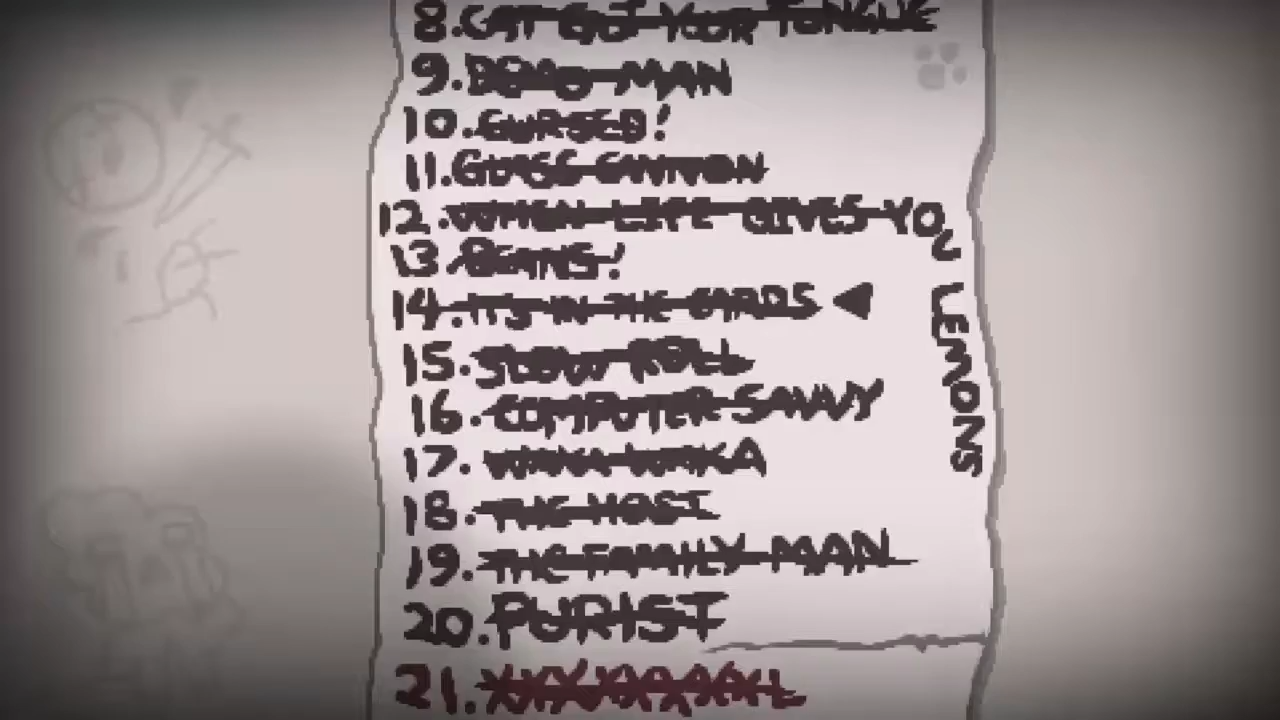 8. CAT GOT YOUR TONGUE
9. DEMO MAN
10. CURSED!
11. GLASS CANNON
12. WHEN LIFE GIVES YOU LEMONS
13. BEANS!
14. IT'S IN THE CARDS
15. SLOW ROLL
16. COMPUTER SAVVY
17. WAKA WAKA
18. THE HOST
19. THE FAMILY MAN
20. PURIST
21.